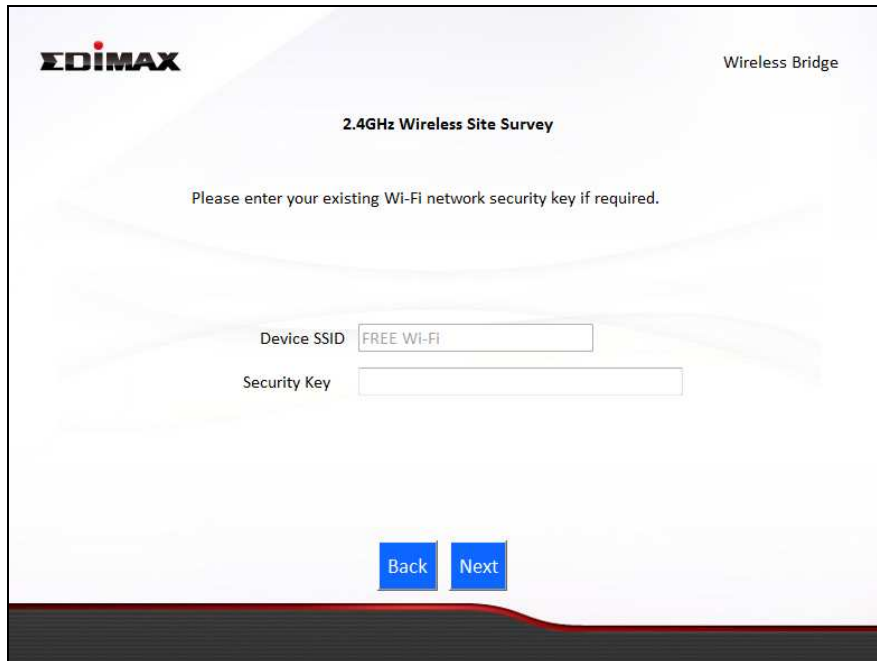 EDIMAX
Wireless Bridge
2.4GHz Wireless Site Survey
Please enter your existing Wi-Fi network security key if required.
Device SSID FREE Wi-Fi
Security Key
Back Next